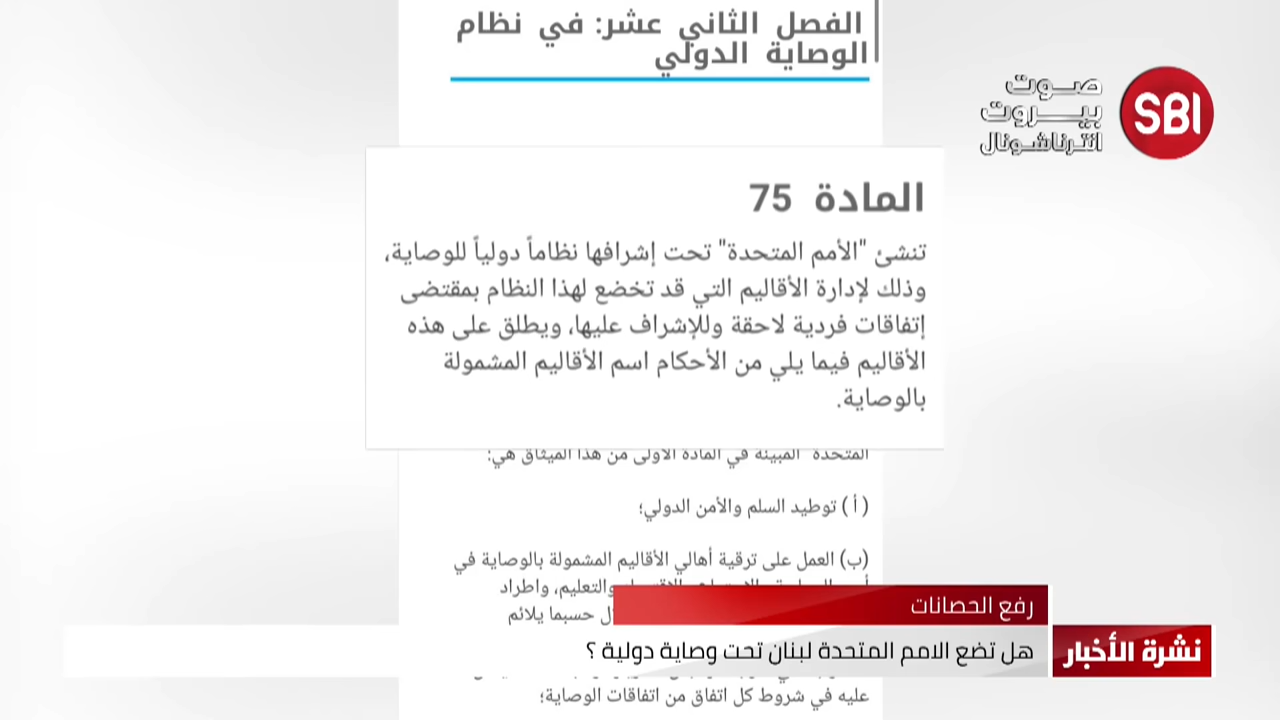 الفصل الثاني عشر: في نظام
الوصاية الدولي
صوت
بيروت
انترناشونال
SBI
المادة 75
تنشئ "الأمم المتحدة" تحت إشرافها نظاماً دولياً للوصاية،
وذلك لإدارة الأقاليم التي قد تخضع لهذا النظام بمقتضى
إتفاقات فردية لاحقة وللإشراف عليها، ويطلق على هذه
الأقاليم فيما يلي من الأحكام اسم الأقاليم المشمولة
بالوصاية.
المتحدة" المبينة في المادة الأولى من هذا الميثاق هي:
(أ) توطيد السلم والأمن الدولي؛
(ب) العمل على ترقية أهالي الأقاليم المشمولة بالوصاية في
والتعليم، واطراد
حسبما يلائم
عليه في شروط كل اتفاق من اتفاقات الوصاية؛
رفع الحصانات
هل تضع الامم المتحدة لبنان تحت وصاية دولية ؟
نشرة الأخبار